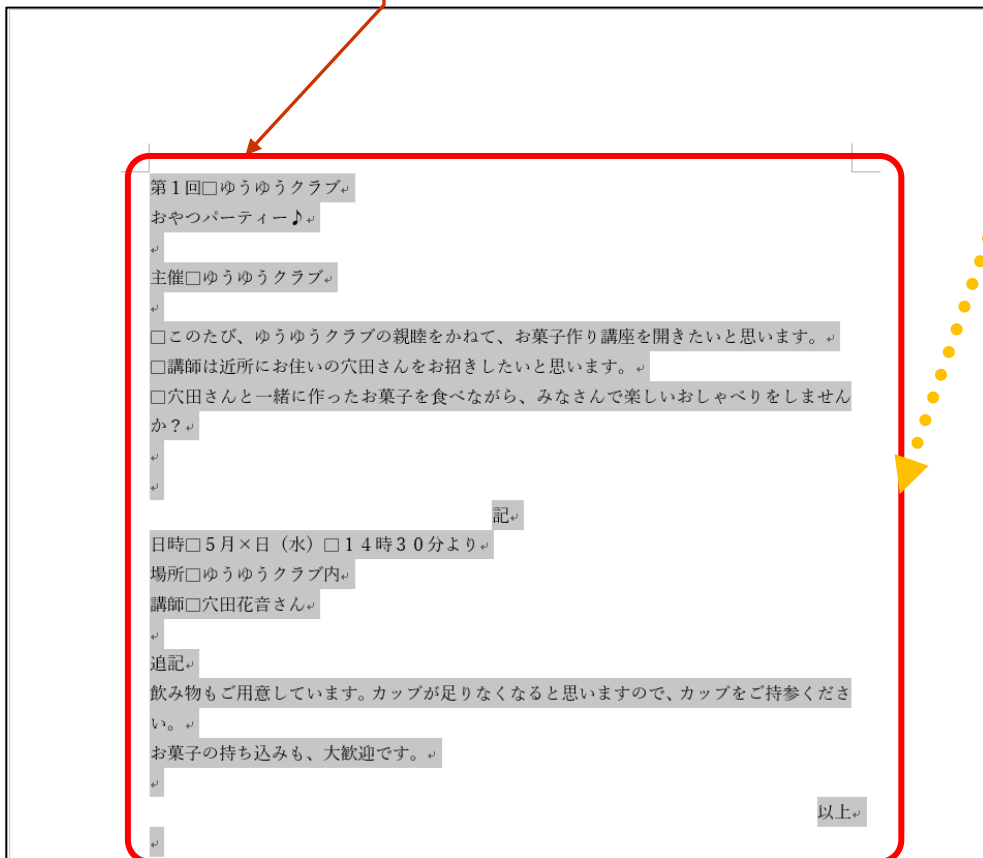 第１回□ゆうゆうクラブ↵
おやつパーティー♪↵
↵
主催□ゆうゆうクラブ↵
↵
□このたび、ゆうゆうクラブの親睦をかねて、お菓子作り講座を開きたいと思います。↵
□講師は近所にお住いの穴田さんをお招きしたいと思います。↵
□穴田さんと一緒に作ったお菓子を食べながら、みなさんで楽しいおしゃべりをしません
か？↵
↵
↵
記↵
日時□５月×日（水）□１４時３０分より↵
場所□ゆうゆうクラブ内↵
講師□穴田花音さん↵
↵
追記↵
飲み物もご用意しています。カップが足りなくなると思いますので、カップをご持参くださ
い。↵
お菓子の持ち込みも、大歓迎です。↵
↵
以上↵
↵